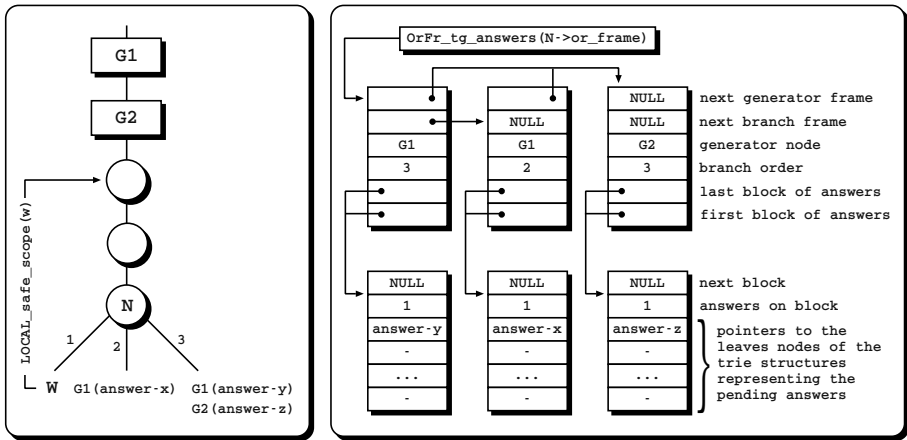 G1
G2
LOCAL_safe_scope(w)
N
1
2
3
W
G1(answer-x)
G1(answer-y)
G2(answer-z)
OrFr_tg_answers(N->or_frame)
NULL
next generator frame
NULL
NULL
next branch frame
G1
G1
G2
generator node
3
2
3
branch order
last block of answers
first block of answers
NULL
NULL
NULL
next block
1
1
1
answers on block
answer-y
answer-x
answer-z
pointers to the
leaves nodes of the
trie structures
representing the
pending answers
-
-
-
...
...
...
-
-
-